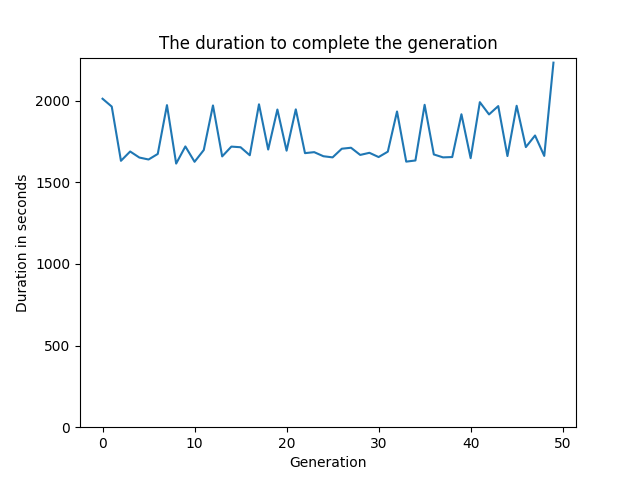 The duration to complete the generation
Duration in seconds
2000
1500
1000
500
0
0 10 20 30 40 50
Generation